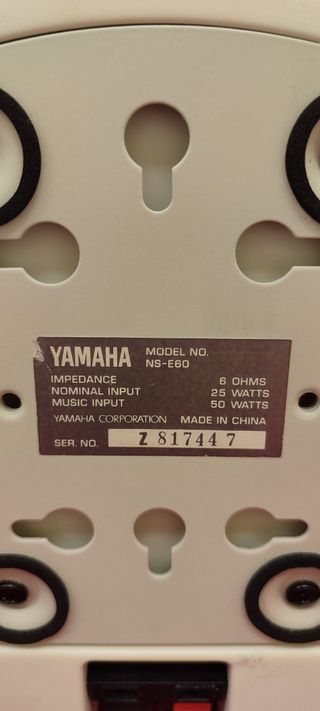 YAMAHA MODEL NO.
NS-E60
IMPEDANCE 6 OHMS
NOMINAL INPUT 25 WATTS
MUSIC INPUT 50 WATTS
YAMAHA CORPORATION MADE IN CHINA
SER. NO. Z 817447